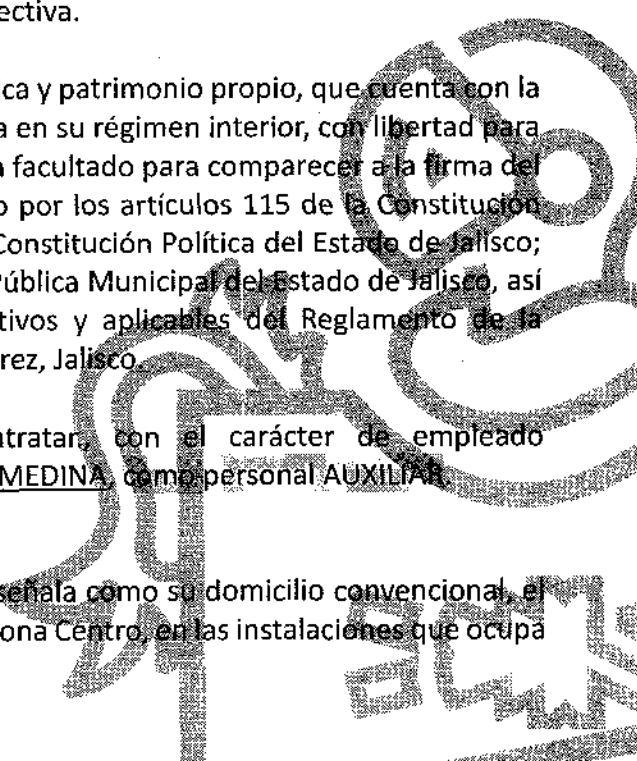 ectiva.
ca y patrimonio propio, que cuenta con la
a en su régimen interior, con libertad para
a facultado para comparecer a la firma del
o por los artículos 115 de la Constitución
Constitución Política del Estado de Jalisco;
Pública Municipal del Estado de Jalisco, así
tivos y aplicables del Reglamento de la
rez, Jalisco.
ntratar, con el carácter de empleado
MEDINA, como personal AUXILIAR.
señala como su domicilio convencional, el
ona Centro, en las instalaciones que ocupa